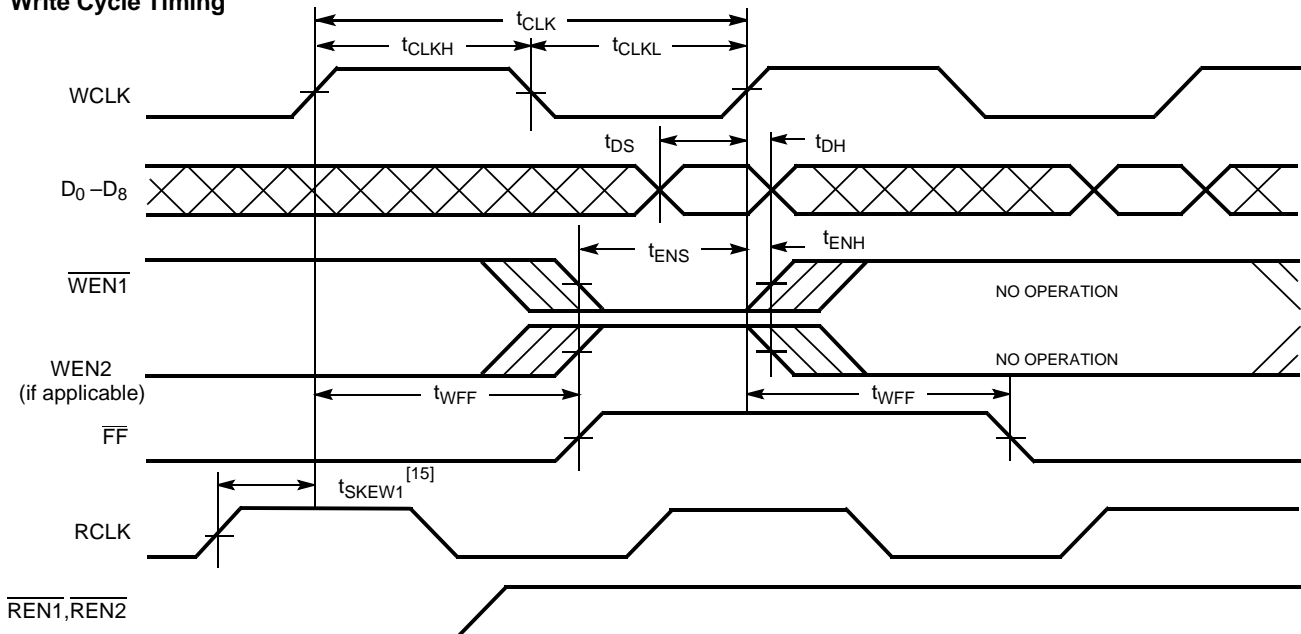 Write Cycle Timing
tCLK
tCLKH
tCLKL
WCLK
tDS
tDH
D0 –D8
tENS
tENH
WEN1
NO OPERATION
WEN2
(if applicable)
NO OPERATION
tWFF
tWFF
FF
tSKEW1 [15]
RCLK
REN1,REN2